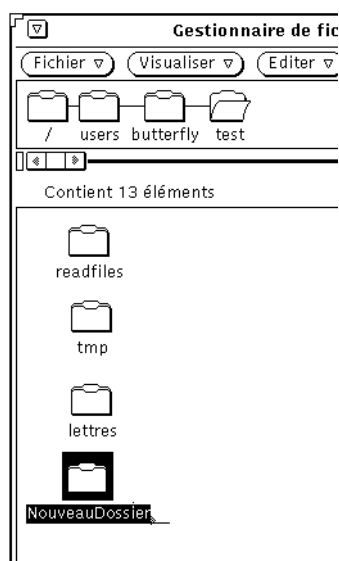 Gestionnaire de fic
Fichier Visualiser Editer
/ users butterfly test
Contient 13 éléments
readfiles
tmp
lettres
NouveauDossier